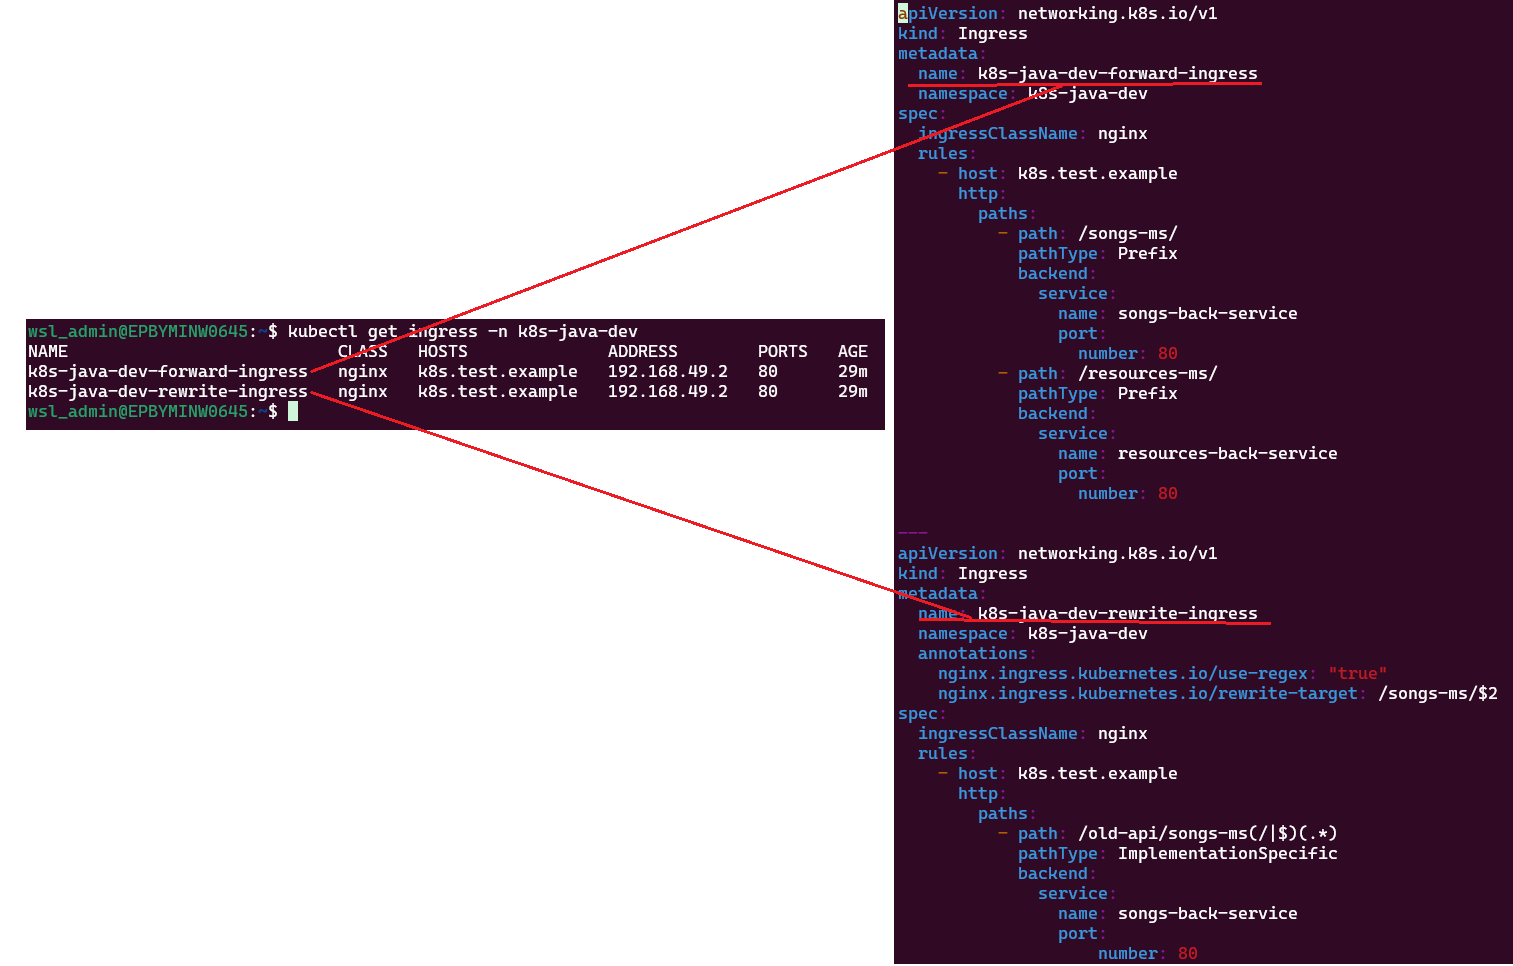 wsl_admin@EPBYMINW0645:~$ kubectl get ingress -n k8s-java-dev
NAME                           CLASS   HOSTS              ADDRESS        PORTS   AGE
k8s-java-dev-forward-ingress   nginx   k8s.test.example   192.168.49.2   80      29m
k8s-java-dev-rewrite-ingress   nginx   k8s.test.example   192.168.49.2   80      29m
wsl_admin@EPBYMINW0645:~$
apiVersion: networking.k8s.io/v1
kind: Ingress
metadata:
  name: k8s-java-dev-forward-ingress
  namespace: k8s-java-dev
spec:
  ingressClassName: nginx
  rules:
    - host: k8s.test.example
      http:
        paths:
          - path: /songs-ms/
            pathType: Prefix
            backend:
              service:
                name: songs-back-service
                port:
                  number: 80
          - path: /resources-ms/
            pathType: Prefix
            backend:
              service:
                name: resources-back-service
                port:
                  number: 80
---
apiVersion: networking.k8s.io/v1
kind: Ingress
metadata:
  name: k8s-java-dev-rewrite-ingress
  namespace: k8s-java-dev
  annotations:
    nginx.ingress.kubernetes.io/use-regex: "true"
    nginx.ingress.kubernetes.io/rewrite-target: /songs-ms/$2
spec:
  ingressClassName: nginx
  rules:
    - host: k8s.test.example
      http:
        paths:
          - path: /old-api/songs-ms(/|$)(.*)
            pathType: ImplementationSpecific
            backend:
              service:
                name: songs-back-service
                port:
                    number: 80